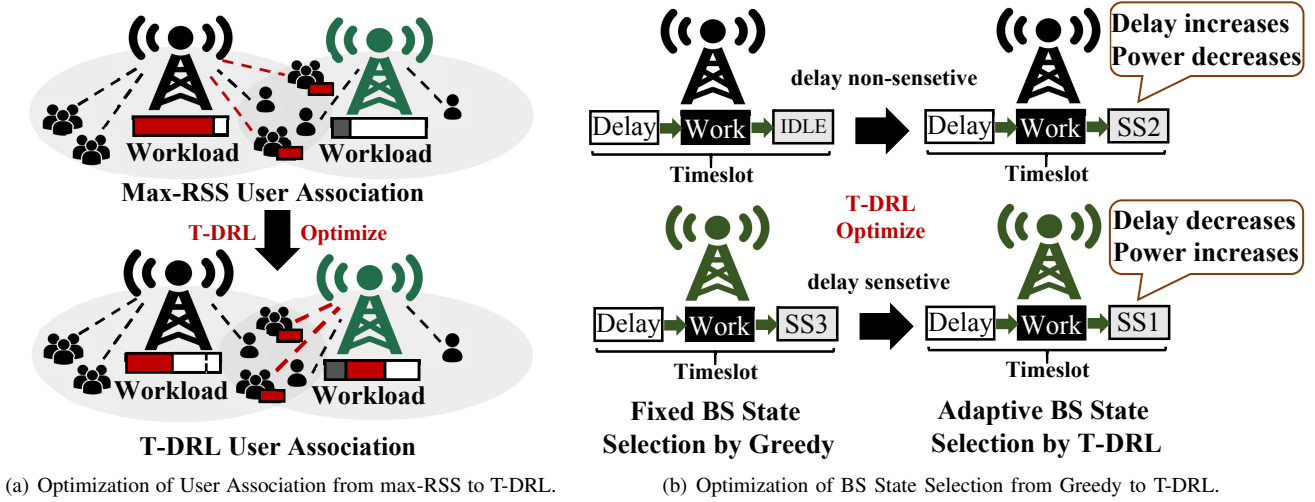 Workload
Workload
Max-RSS User Association
T-DRL Optimize
Workload
Workload
T-DRL User Association
(a) Optimization of User Association from max-RSS to T-DRL.
Delay increases
Power decreases
delay non-sensetive
Delay Work IDLE
Timeslot
Delay Work SS2
Timeslot
T-DRL
Optimize
Delay decreases
Power increases
delay sensetive
Delay Work SS3
Timeslot
Delay Work SS1
Timeslot
Fixed BS State
Selection by Greedy
Adaptive BS State
Selection by T-DRL
(b) Optimization of BS State Selection from Greedy to T-DRL.